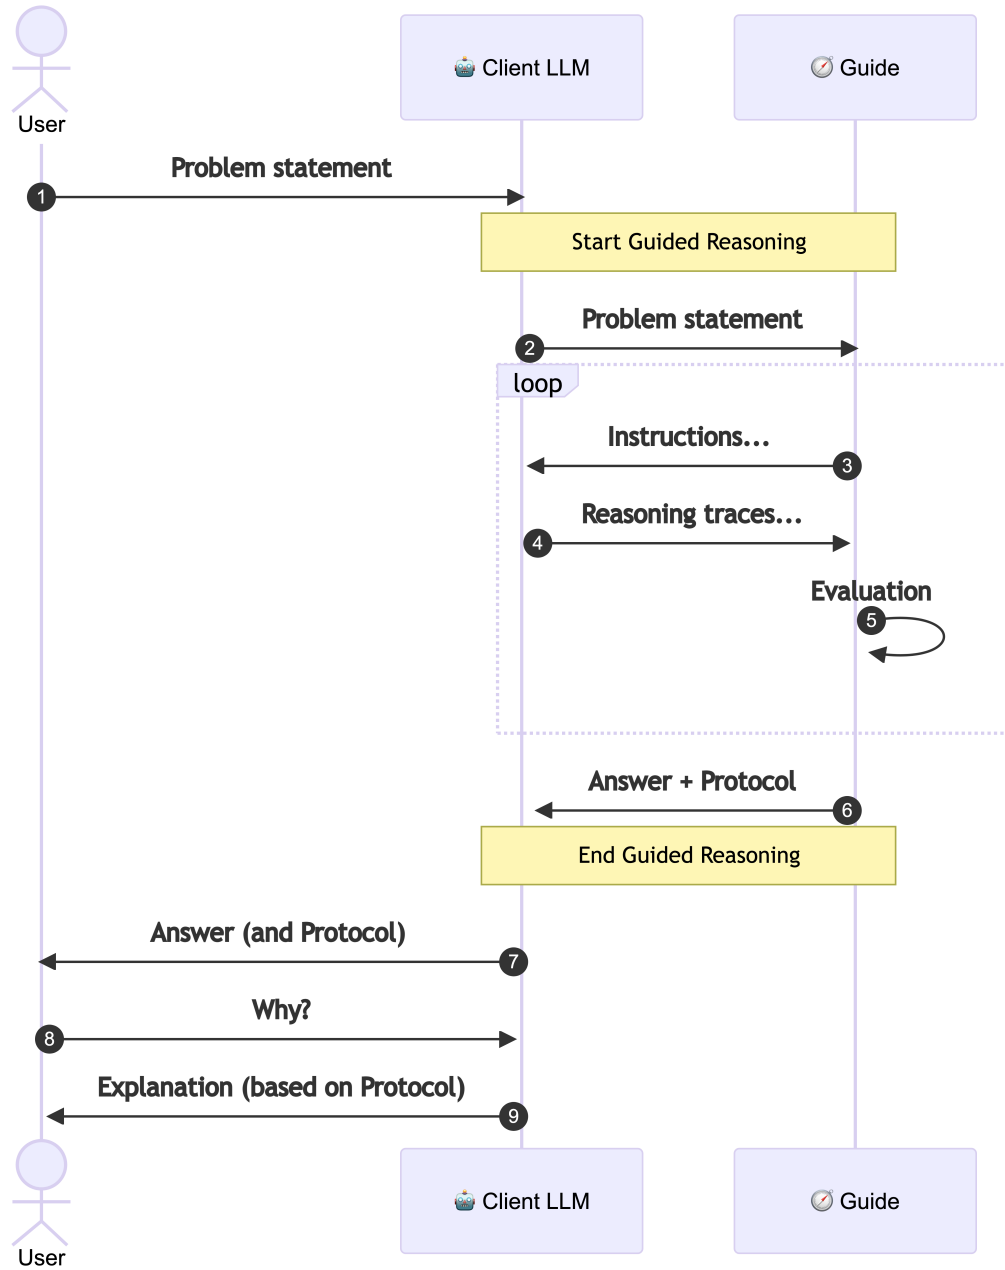 User
🤖 Client LLM
🧭 Guide
Problem statement
1
Start Guided Reasoning
Problem statement
2
loop
Instructions...
3
Reasoning traces...
4
Evaluation
5
Answer + Protocol
6
End Guided Reasoning
Answer (and Protocol)
7
Why?
8
Explanation (based on Protocol)
9
User
🤖 Client LLM
🧭 Guide